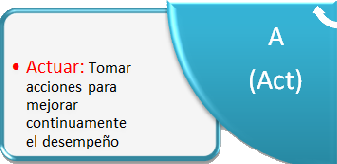 • Actuar: Tomar
acciones para
mejorar
continuamente
el desempeño
A
(Act)